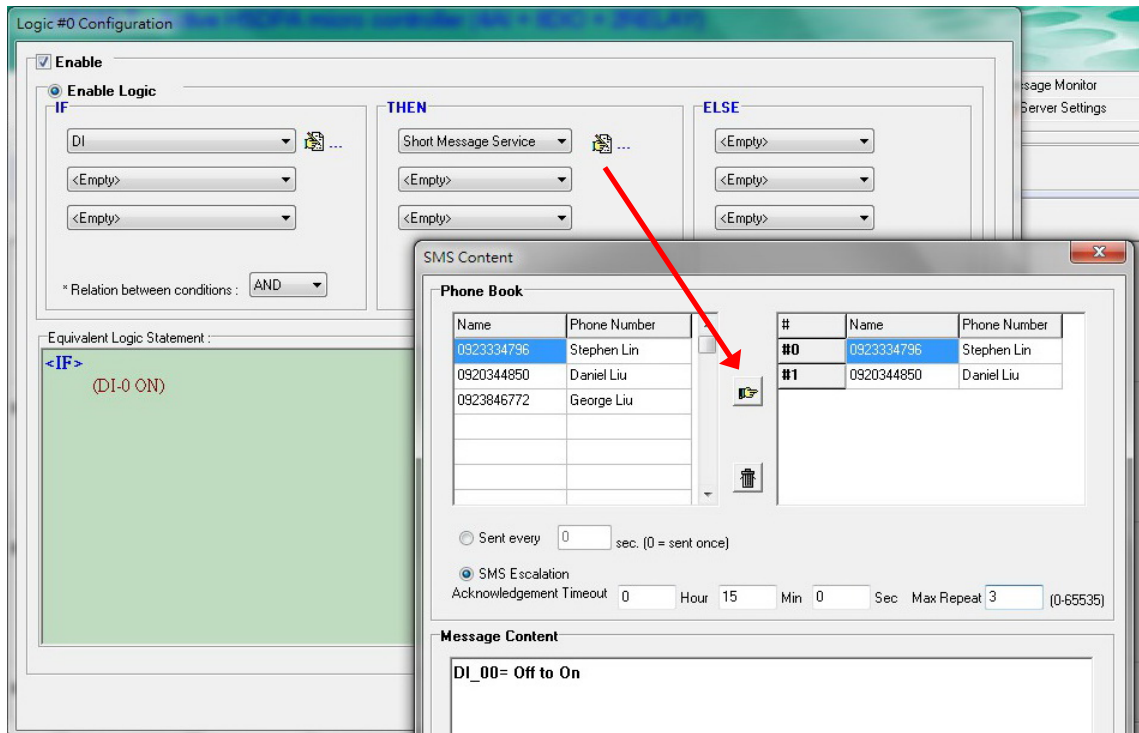 Logic #0 Configuration
Enable
Enable Logic
IF
THEN
ELSE
DI
...
Short Message Service
...
<Empty>
<Empty>
<Empty>
<Empty>
<Empty>
<Empty>
<Empty>
* Relation between conditions :
AND
Equivalent Logic Statement :
<IF>
(DI-0 ON)
ssage Monitor
Server Settings
SMS Content
Phone Book
Name Phone Number
0923334796 Stephen Lin
0920344850 Daniel Liu
0923846772 George Liu
# Name Phone Number
#0 0923334796 Stephen Lin
#1 0920344850 Daniel Liu
Sent every 0 sec. (0 = sent once)
SMS Escalation
Acknowledgement Timeout 0 Hour 15 Min 0 Sec Max Repeat 3 (0-65535)
Message Content
DI_00= Off to On